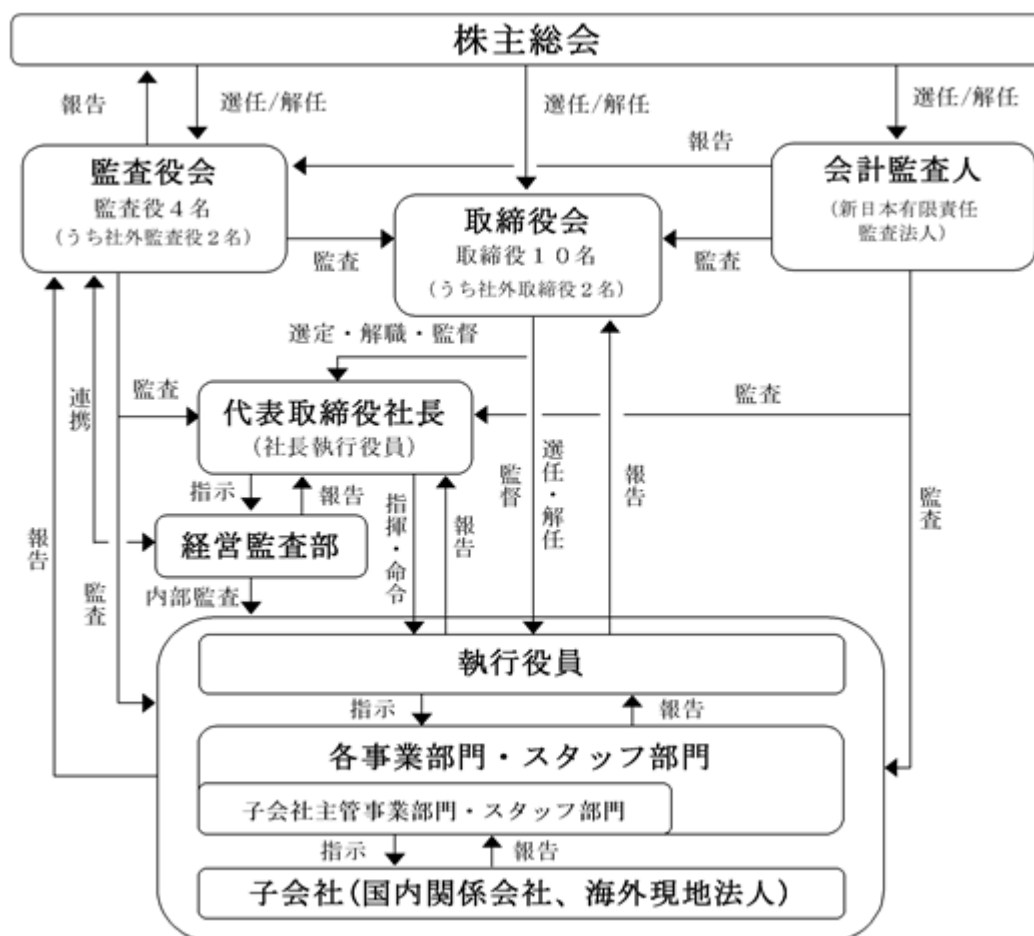 株主総会
報告
選任/解任
選任/解任
選任/解任
監査役会
監査役４名
(うち社外監査役２名)
報告
会計監査人
(新日本有限責任
監査法人)
取締役会
取締役１０名
(うち社外取締役２名)
監査
監査
選定・解職・監督
連携
監査
代表取締役社長
(社長執行役員)
監査
指示
報告
指揮・命令
報告
監督
選任・解任
報告
監査
報告
監査
経営監査部
内部監査
執行役員
指示
報告
各事業部門・スタッフ部門
子会社主管事業部門・スタッフ部門
指示
報告
子会社(国内関係会社、海外現地法人)